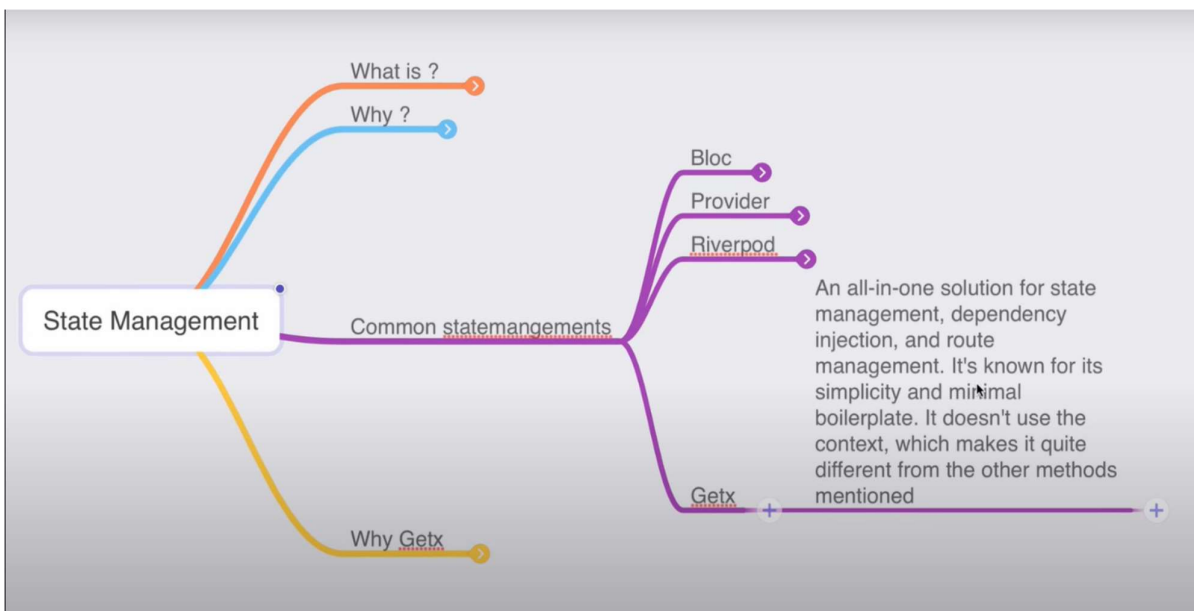 What is ?
Why ?
Bloc
Provider
Riverpod
State Management
Common statemangements
An all-in-one solution for state
management, dependency
injection, and route
management. It's known for its
simplicity and minimal
boilerplate. It doesn't use the
context, which makes it quite
different from the other methods
mentioned
Getx
Why Getx